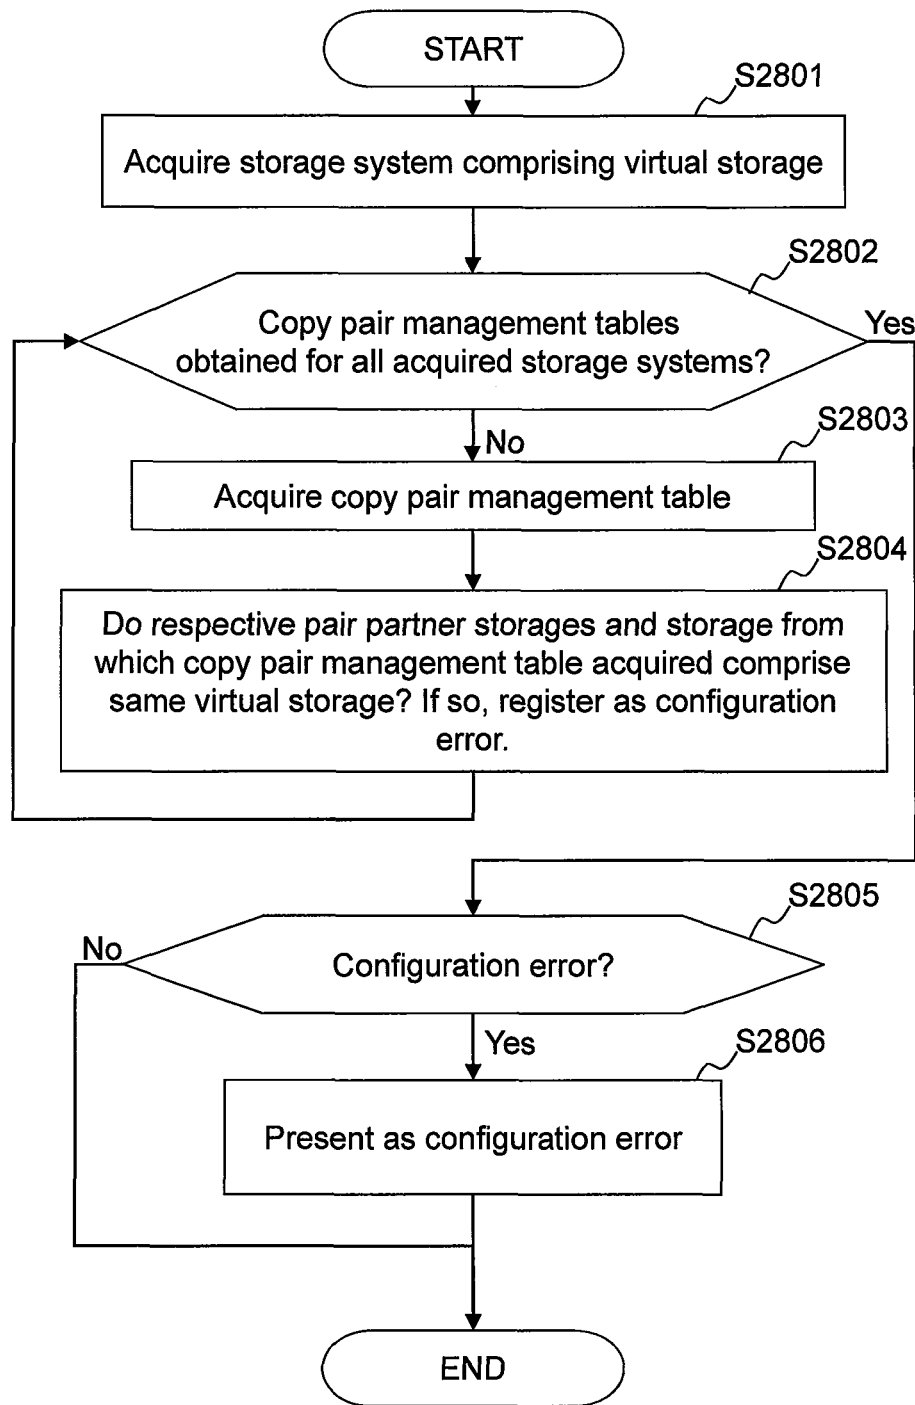 START
S2801
Acquire storage system comprising virtual storage
S2802
Copy pair management tables
obtained for all acquired storage systems?
Yes
No
S2803
Acquire copy pair management table
S2804
Do respective pair partner storages and storage from
which copy pair management table acquired comprise
same virtual storage? If so, register as configuration
error.
S2805
No
Configuration error?
Yes
S2806
Present as configuration error
END